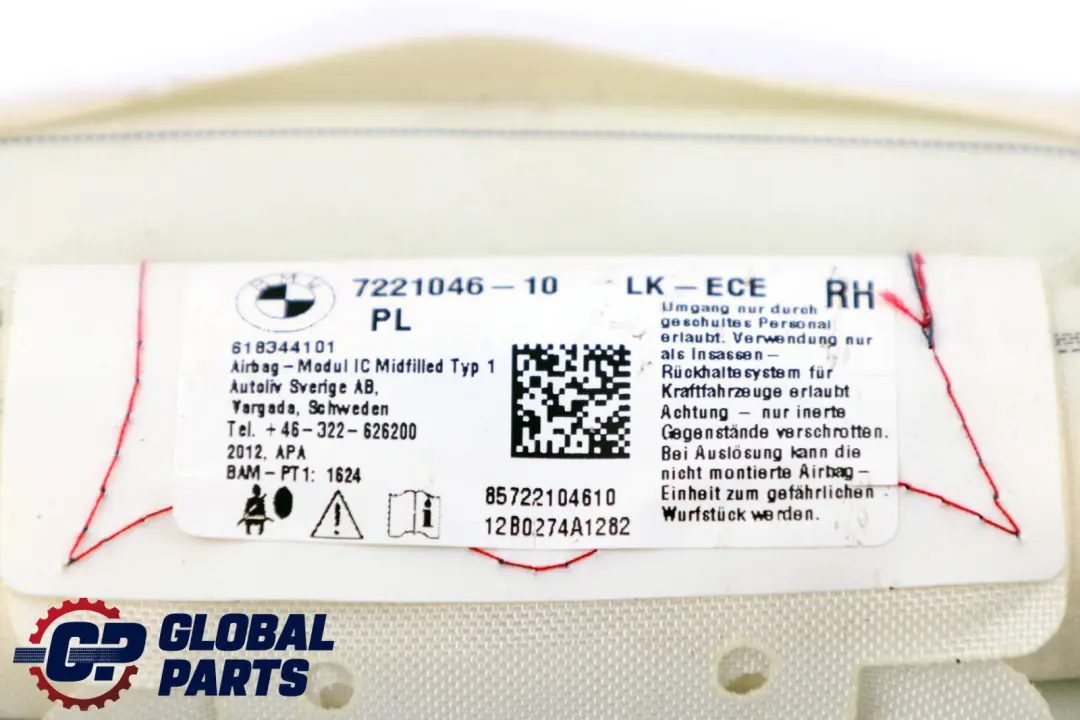 BMW
7221046-10 LK-ECE RH
PL
618344101
Airbag-Modul IC Midfilled Typ 1
Autoliv Sverige AB,
Vargada, Schweden
Tel. +46-322-626200
2012, APA
BAM-PT1: 1624
85722104610
12B0274A1282
Umgang nur durch
geschultes Personal
erlaubt. Verwendung nur
als Insassen-
Rückhaltesystem für
Kraftfahrzeuge erlaubt
Achtung - nur inerte
Gegenstände verschrotten.
Bei Auslösung kann die
nicht montierte Airbag-
Einheit zum gefährlichen
Wurfstück werden.
GP GLOBAL
PARTS